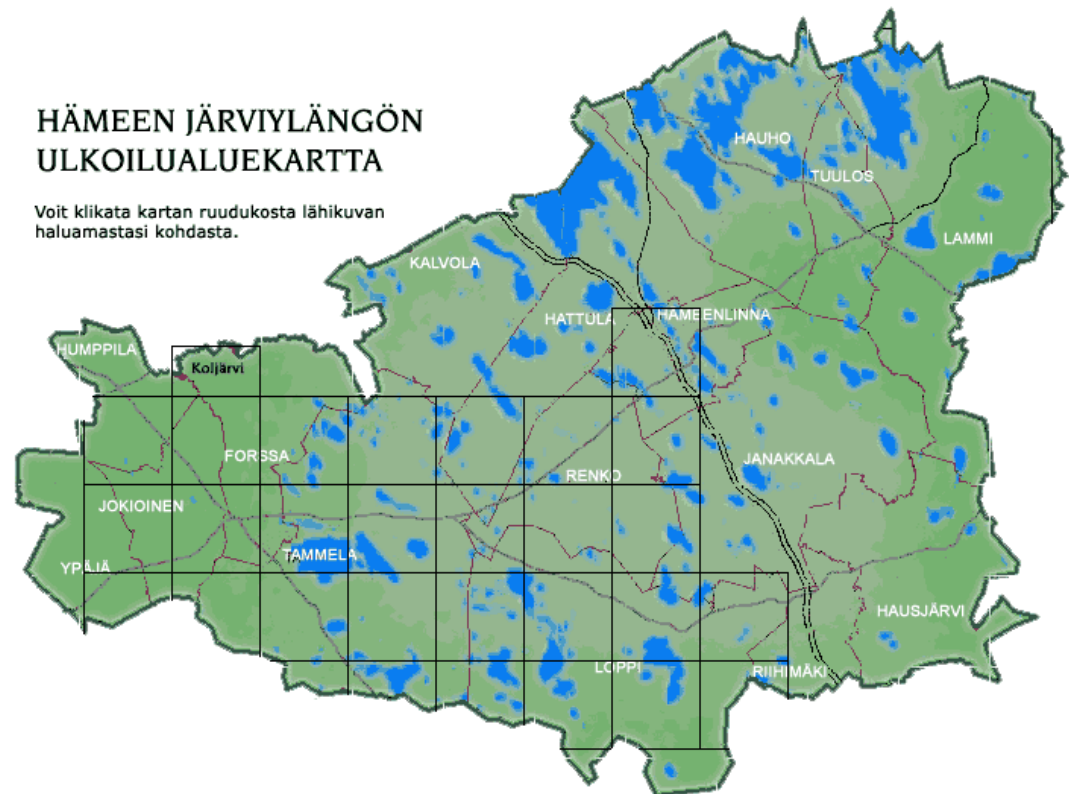 HÄMEEN JÄRVIYLÄNGÖN
ULKOILUALUEKARTTA
Voit klikata kartan ruudukosta lähikuvan
haluamastasi kohdasta.
HAUHO
TUULOS
LAMMI
KALVOLA
HATTULA
HÄMEENLINNA
HUMPPILA
Koljärvi
FORSSA
RENKO
JANAKKALA
JOKIOINEN
TAMMELA
YPÄJÄ
HAUSJÄRVI
LOPPI
RIIHIMÄKI